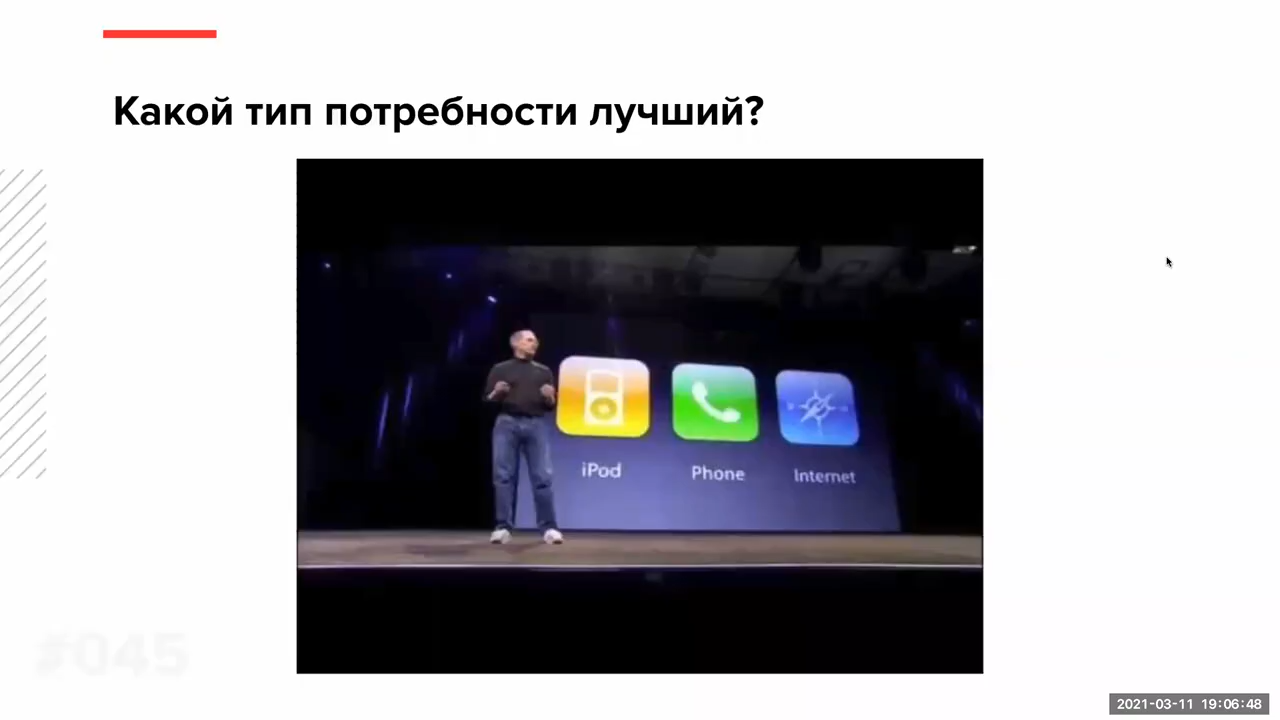 Какой тип потребности лучший?
iPod
Phone
Internet
#045
2021-03-11 19:06:48